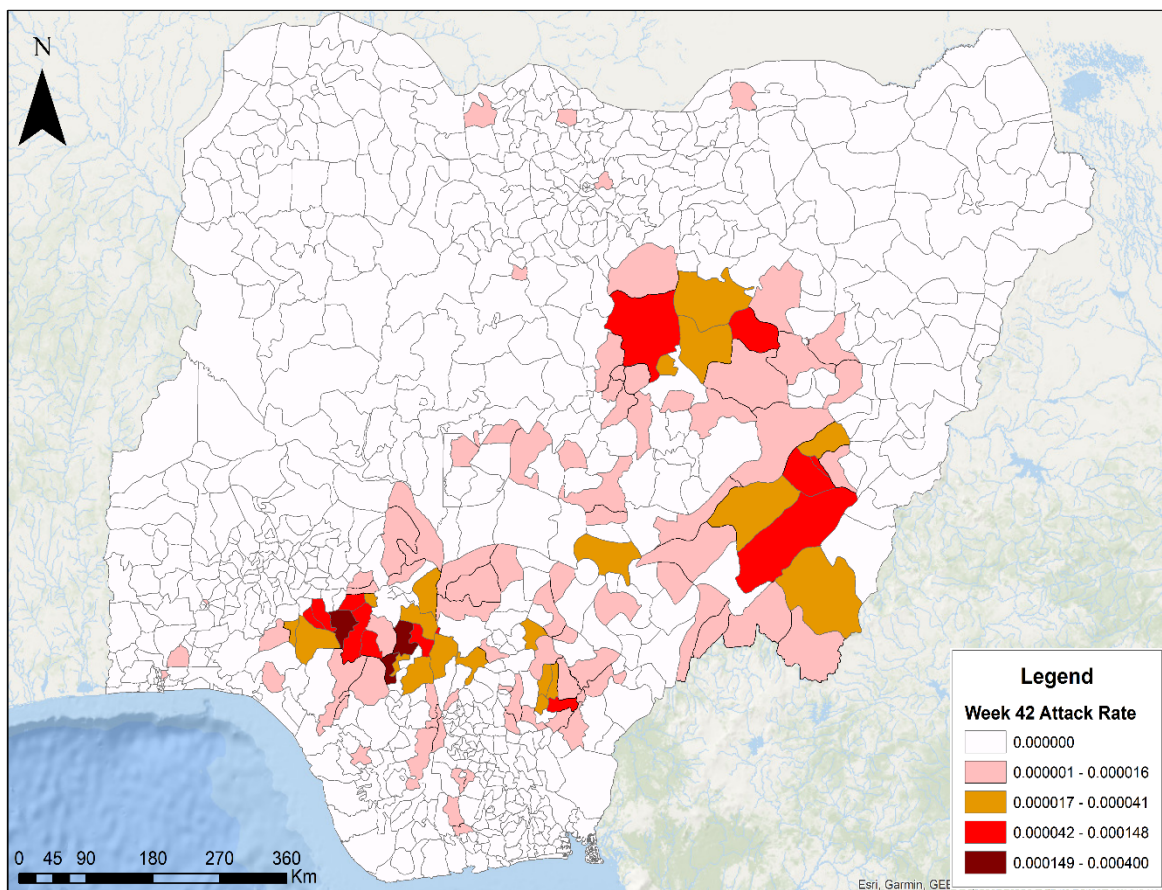 N
Legend
Week 42 Attack Rate
0.000000
0.000001 - 0.000016
0.000017 - 0.000041
0.000042 - 0.000148
0.000149 - 0.000400
0 45 90 180 270 360
Km
Esri, Garmin, GEB